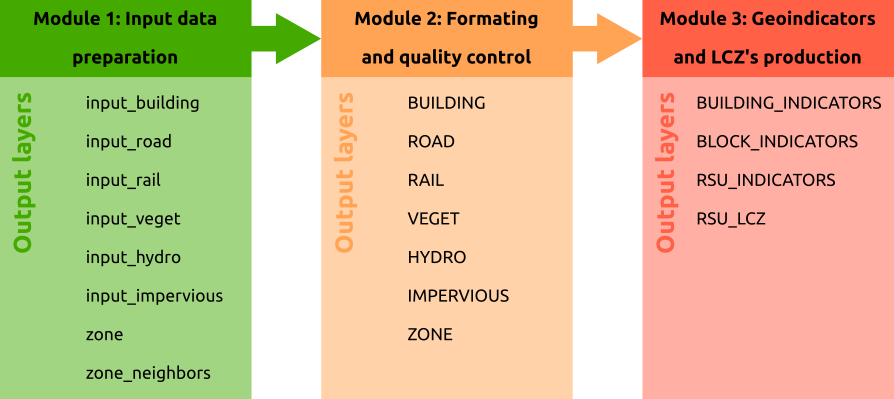 Module 1: Input data
preparation
Output layers
input_building
input_road
input_rail
input_veget
input_hydro
input_impervious
zone
zone_neighbors
Module 2: Formating
and quality control
Output layers
BUILDING
ROAD
RAIL
VEGET
HYDRO
IMPERVIOUS
ZONE
Module 3: Geoindicators
and LCZ's production
Output layers
BUILDING_INDICATORS
BLOCK_INDICATORS
RSU_INDICATORS
RSU_LCZ